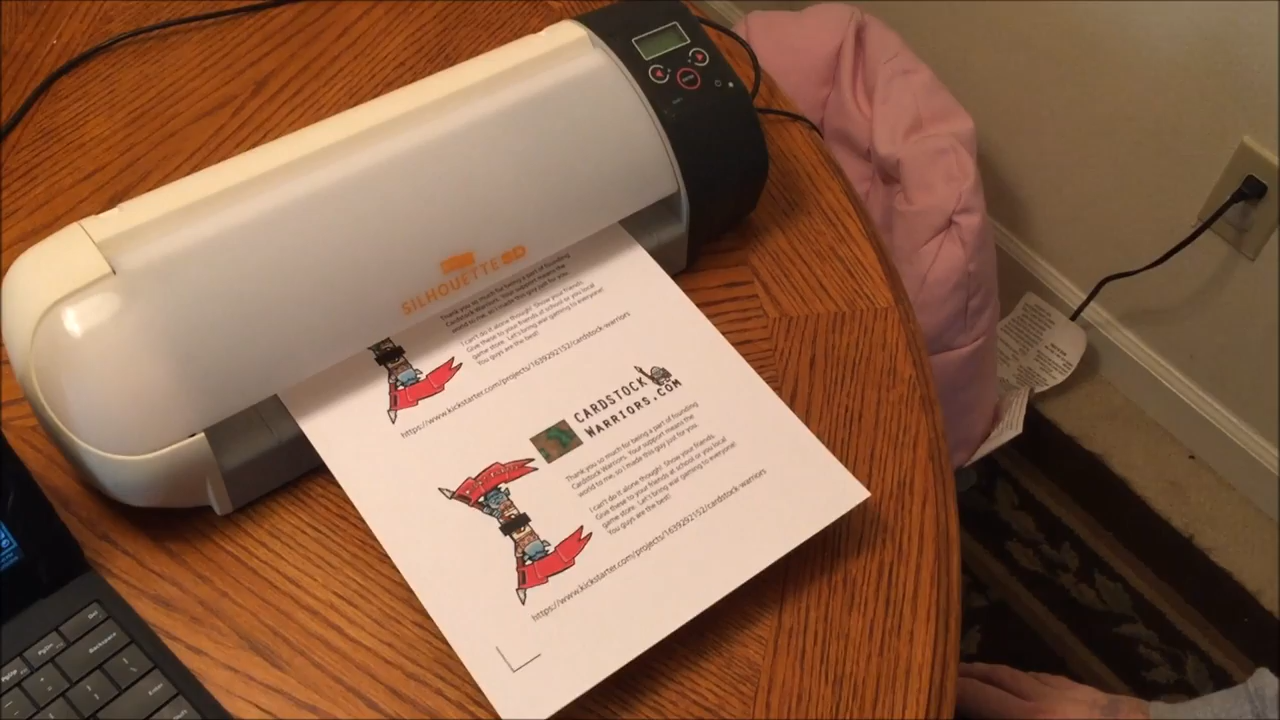 SILHOUETTE SD
Thank you so much for being a part of founding
Cardstock Warriors. Your support means the
world to me, so I made this guy just for you.
I can't do it alone though! Show your friends,
Give these to your friends at school or you local
game store. Let's bring war gaming to everyone!
You guys are the best!
https://www.kickstarter.com/projects/1639292152/cardstock-warriors
CARDSTOCK
WARRIORS.COM
Thank you so much for being a part of founding
Cardstock Warriors. Your support means the
world to me, so I made this guy just for you.
I can't do it alone though! Show your friends,
Give these to your friends at school or you local
game store. Let's bring war gaming to everyone!
You guys are the best!
https://www.kickstarter.com/projects/1639292152/cardstock-warriors
Del
Backspace
PgUp
PgDn
Enter
Shift